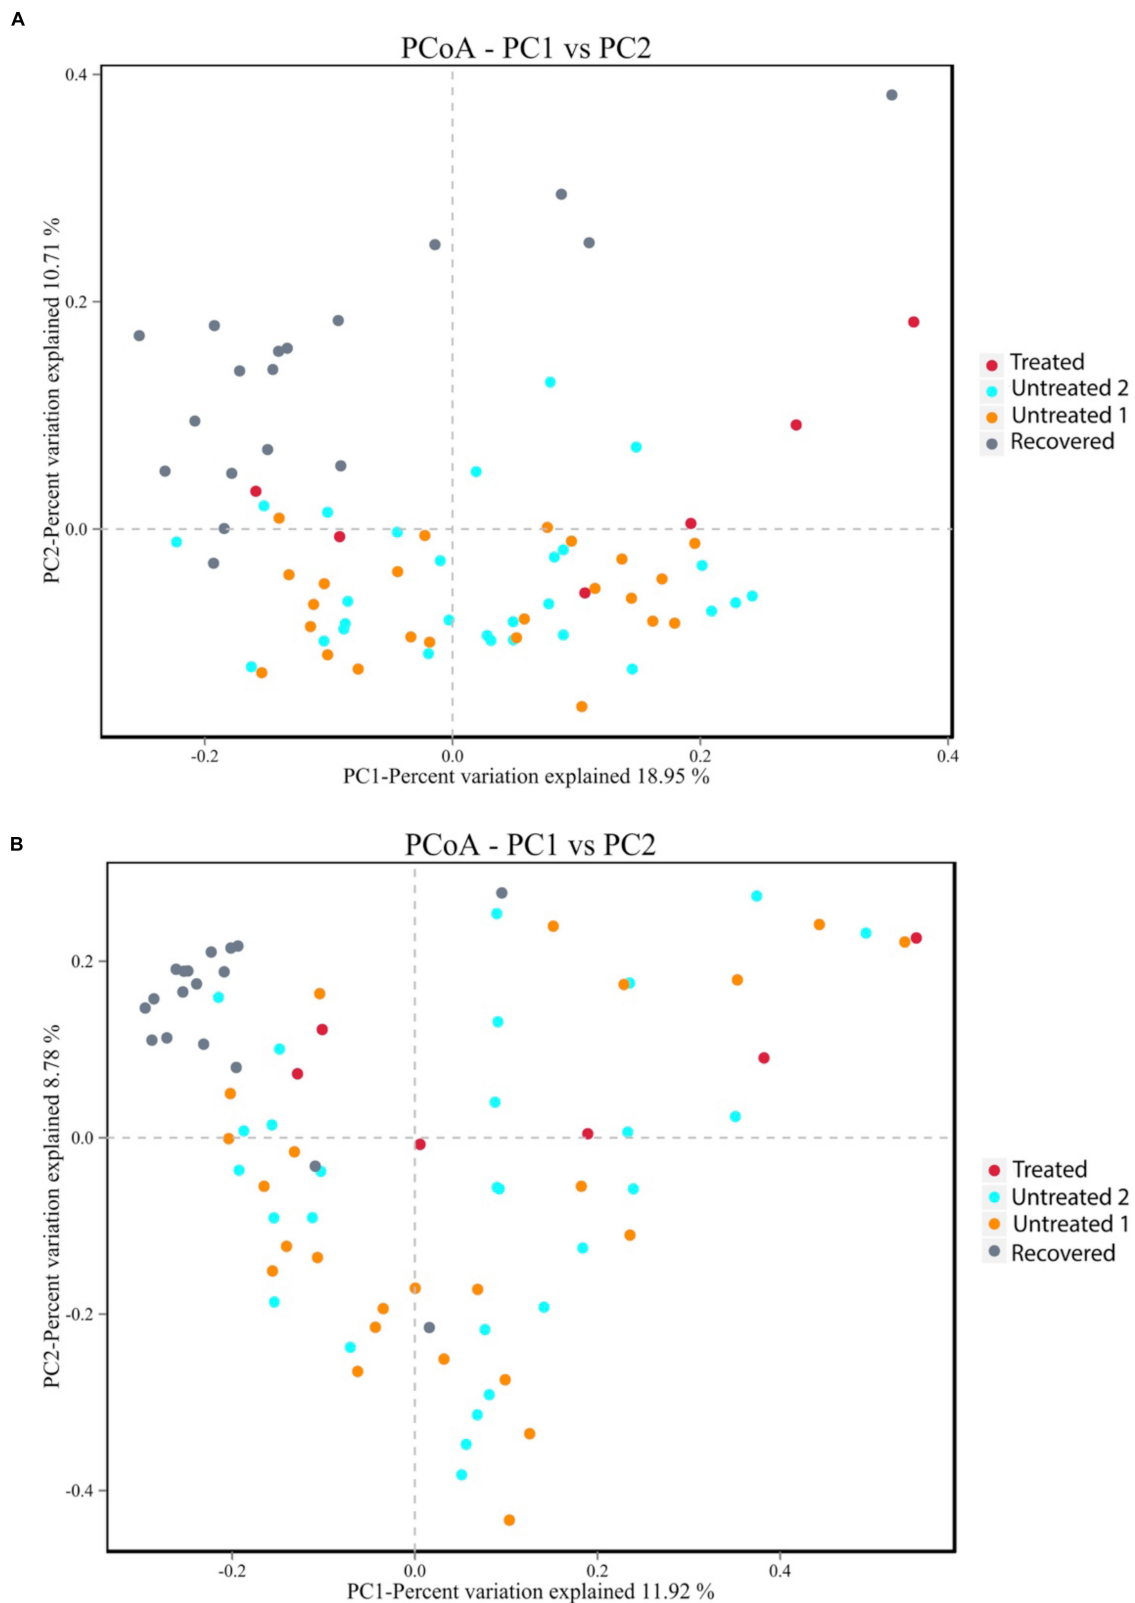 A
PCoA - PC1 vs PC2
0.4
0.2
0.0
PC2-Percent variation explained 10.71 %
-0.2
0.0
0.2
0.4
PC1-Percent variation explained 18.95 %
Treated
Untreated 2
Untreated 1
Recovered
B
PCoA - PC1 vs PC2
0.2
0.0
-0.2
-0.4
PC2-Percent variation explained 8.78 %
-0.2
0.0
0.2
0.4
PC1-Percent variation explained 11.92 %
Treated
Untreated 2
Untreated 1
Recovered